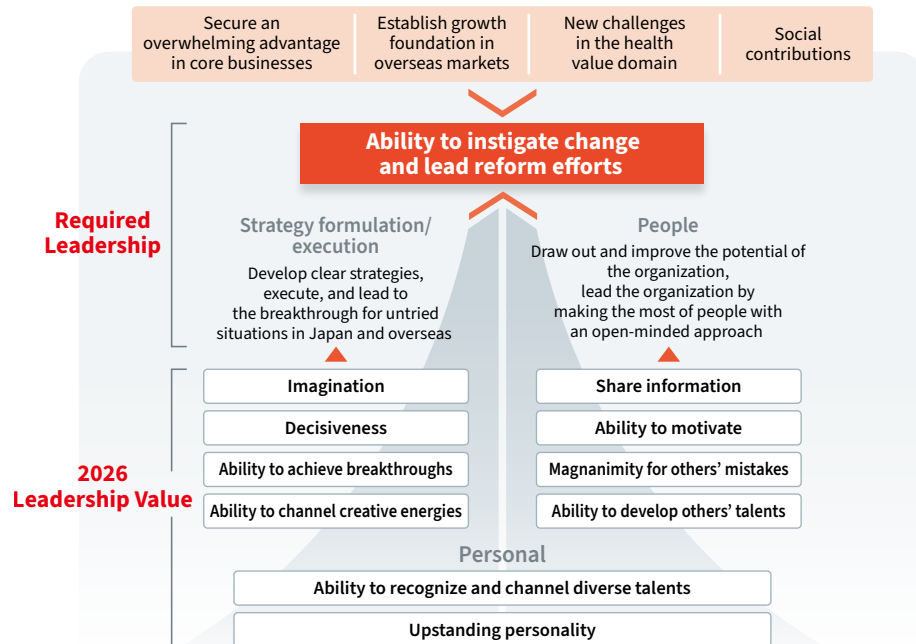 Secure an
overwhelming advantage
in core businesses
Establish growth
foundation in
overseas markets
New challenges
in the health
value domain
Social
contributions
Ability to instigate change
and lead reform efforts
Required
Leadership
Strategy formulation/
execution
Develop clear strategies,
execute, and lead to
the breakthrough for untried
situations in Japan and overseas
People
Draw out and improve the potential of
the organization,
lead the organization by
making the most of people with
an open-minded approach
2026
Leadership Value
Imagination
Decisiveness
Ability to achieve breakthroughs
Ability to channel creative energies
Share information
Ability to motivate
Magnanimity for others’ mistakes
Ability to develop others’ talents
Personal
Ability to recognize and channel diverse talents
Upstanding personality